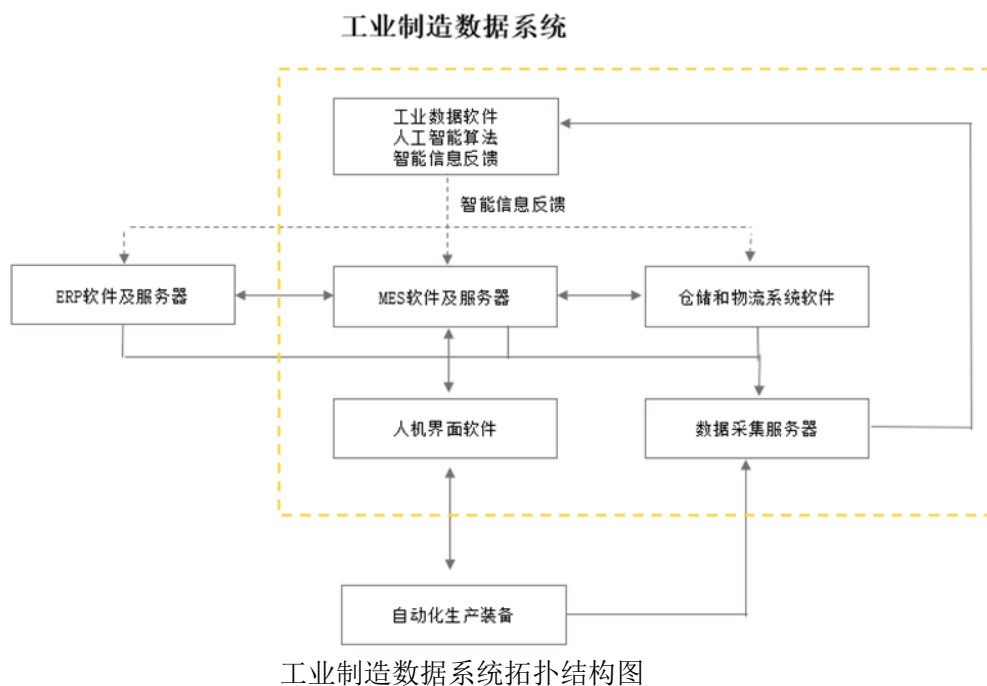 工业制造数据系统
工业数据软件
人工智能算法
智能信息反馈
智能信息反馈
ERP软件及服务器
MES软件及服务器
仓储和物流系统软件
人机界面软件
数据采集服务器
自动化生产装备
工业制造数据系统拓扑结构图